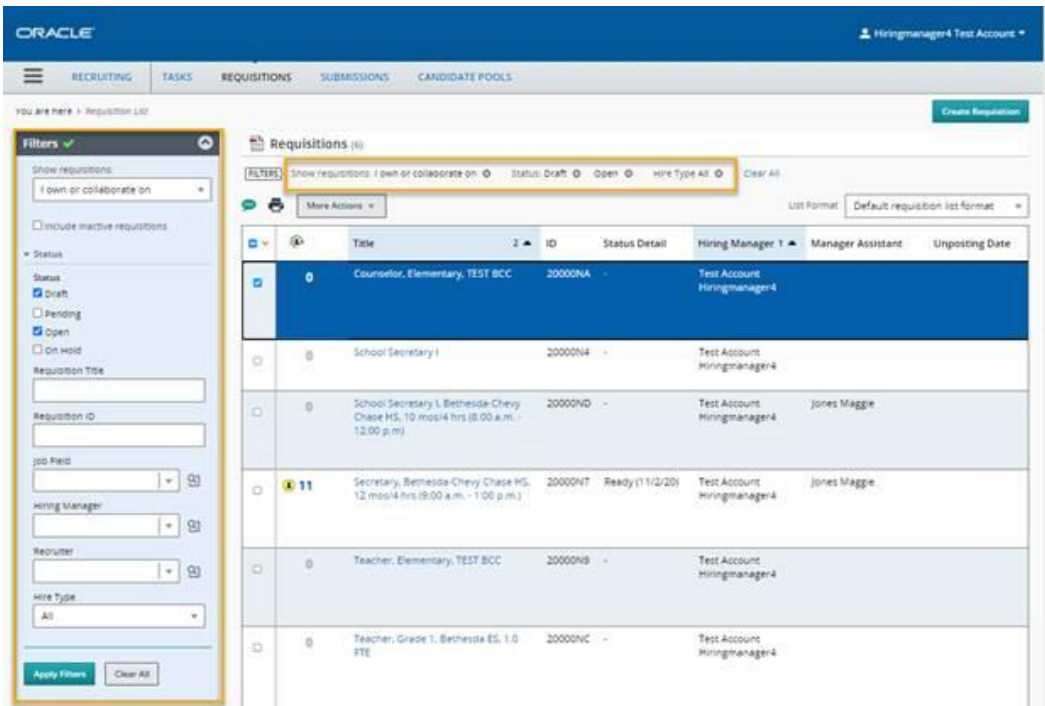 ORACLE
Hiringmanager4 Test Account
RECRUITING TASKS REQUISITIONS SUBMISSIONS CANDIDATE POOLS
You are here > Requisition List
Create Requisition
Filters
Show requisitions:
I own or collaborate on
Include inactive requisitions
Status
Status
Draft
Pending
Open
On Hold
Requisition Title
Requisition ID
Job Field
Hiring Manager
Recruiter
Hire Type
All
Apply Filters Clear All
Requisitions (6)
FILTERS Show requisitions: I own or collaborate on Status: Draft Open Hire Type All Clear All
More Actions
List Format Default requisition list format
Title 2 ID Status Detail Hiring Manager 1 Manager Assistant Unposting Date
0 Counselor, Elementary, TEST BCC 20000NA - Test Account
Hiringmanager4
0 School Secretary I 20000N4 - Test Account
Hiringmanager4
0 School Secretary I, Bethesda-Chevy 20000ND - Test Account Jones Maggie
Chase HS, 10 mos/4 hrs (8:00 a.m. - Hiringmanager4
12:00 p.m)
11 Secretary, Bethesda-Chevy Chase HS, 20000N7 Ready (11/2/20) Test Account Jones Maggie
12 mos/4 hrs (9:00 a.m. - 1:00 p.m.) Hiringmanager4
0 Teacher, Elementary, TEST BCC 20000N9 - Test Account
Hiringmanager4
0 Teacher, Grade 1, Bethesda ES, 1.0 20000NC - Test Account
FTE Hiringmanager4